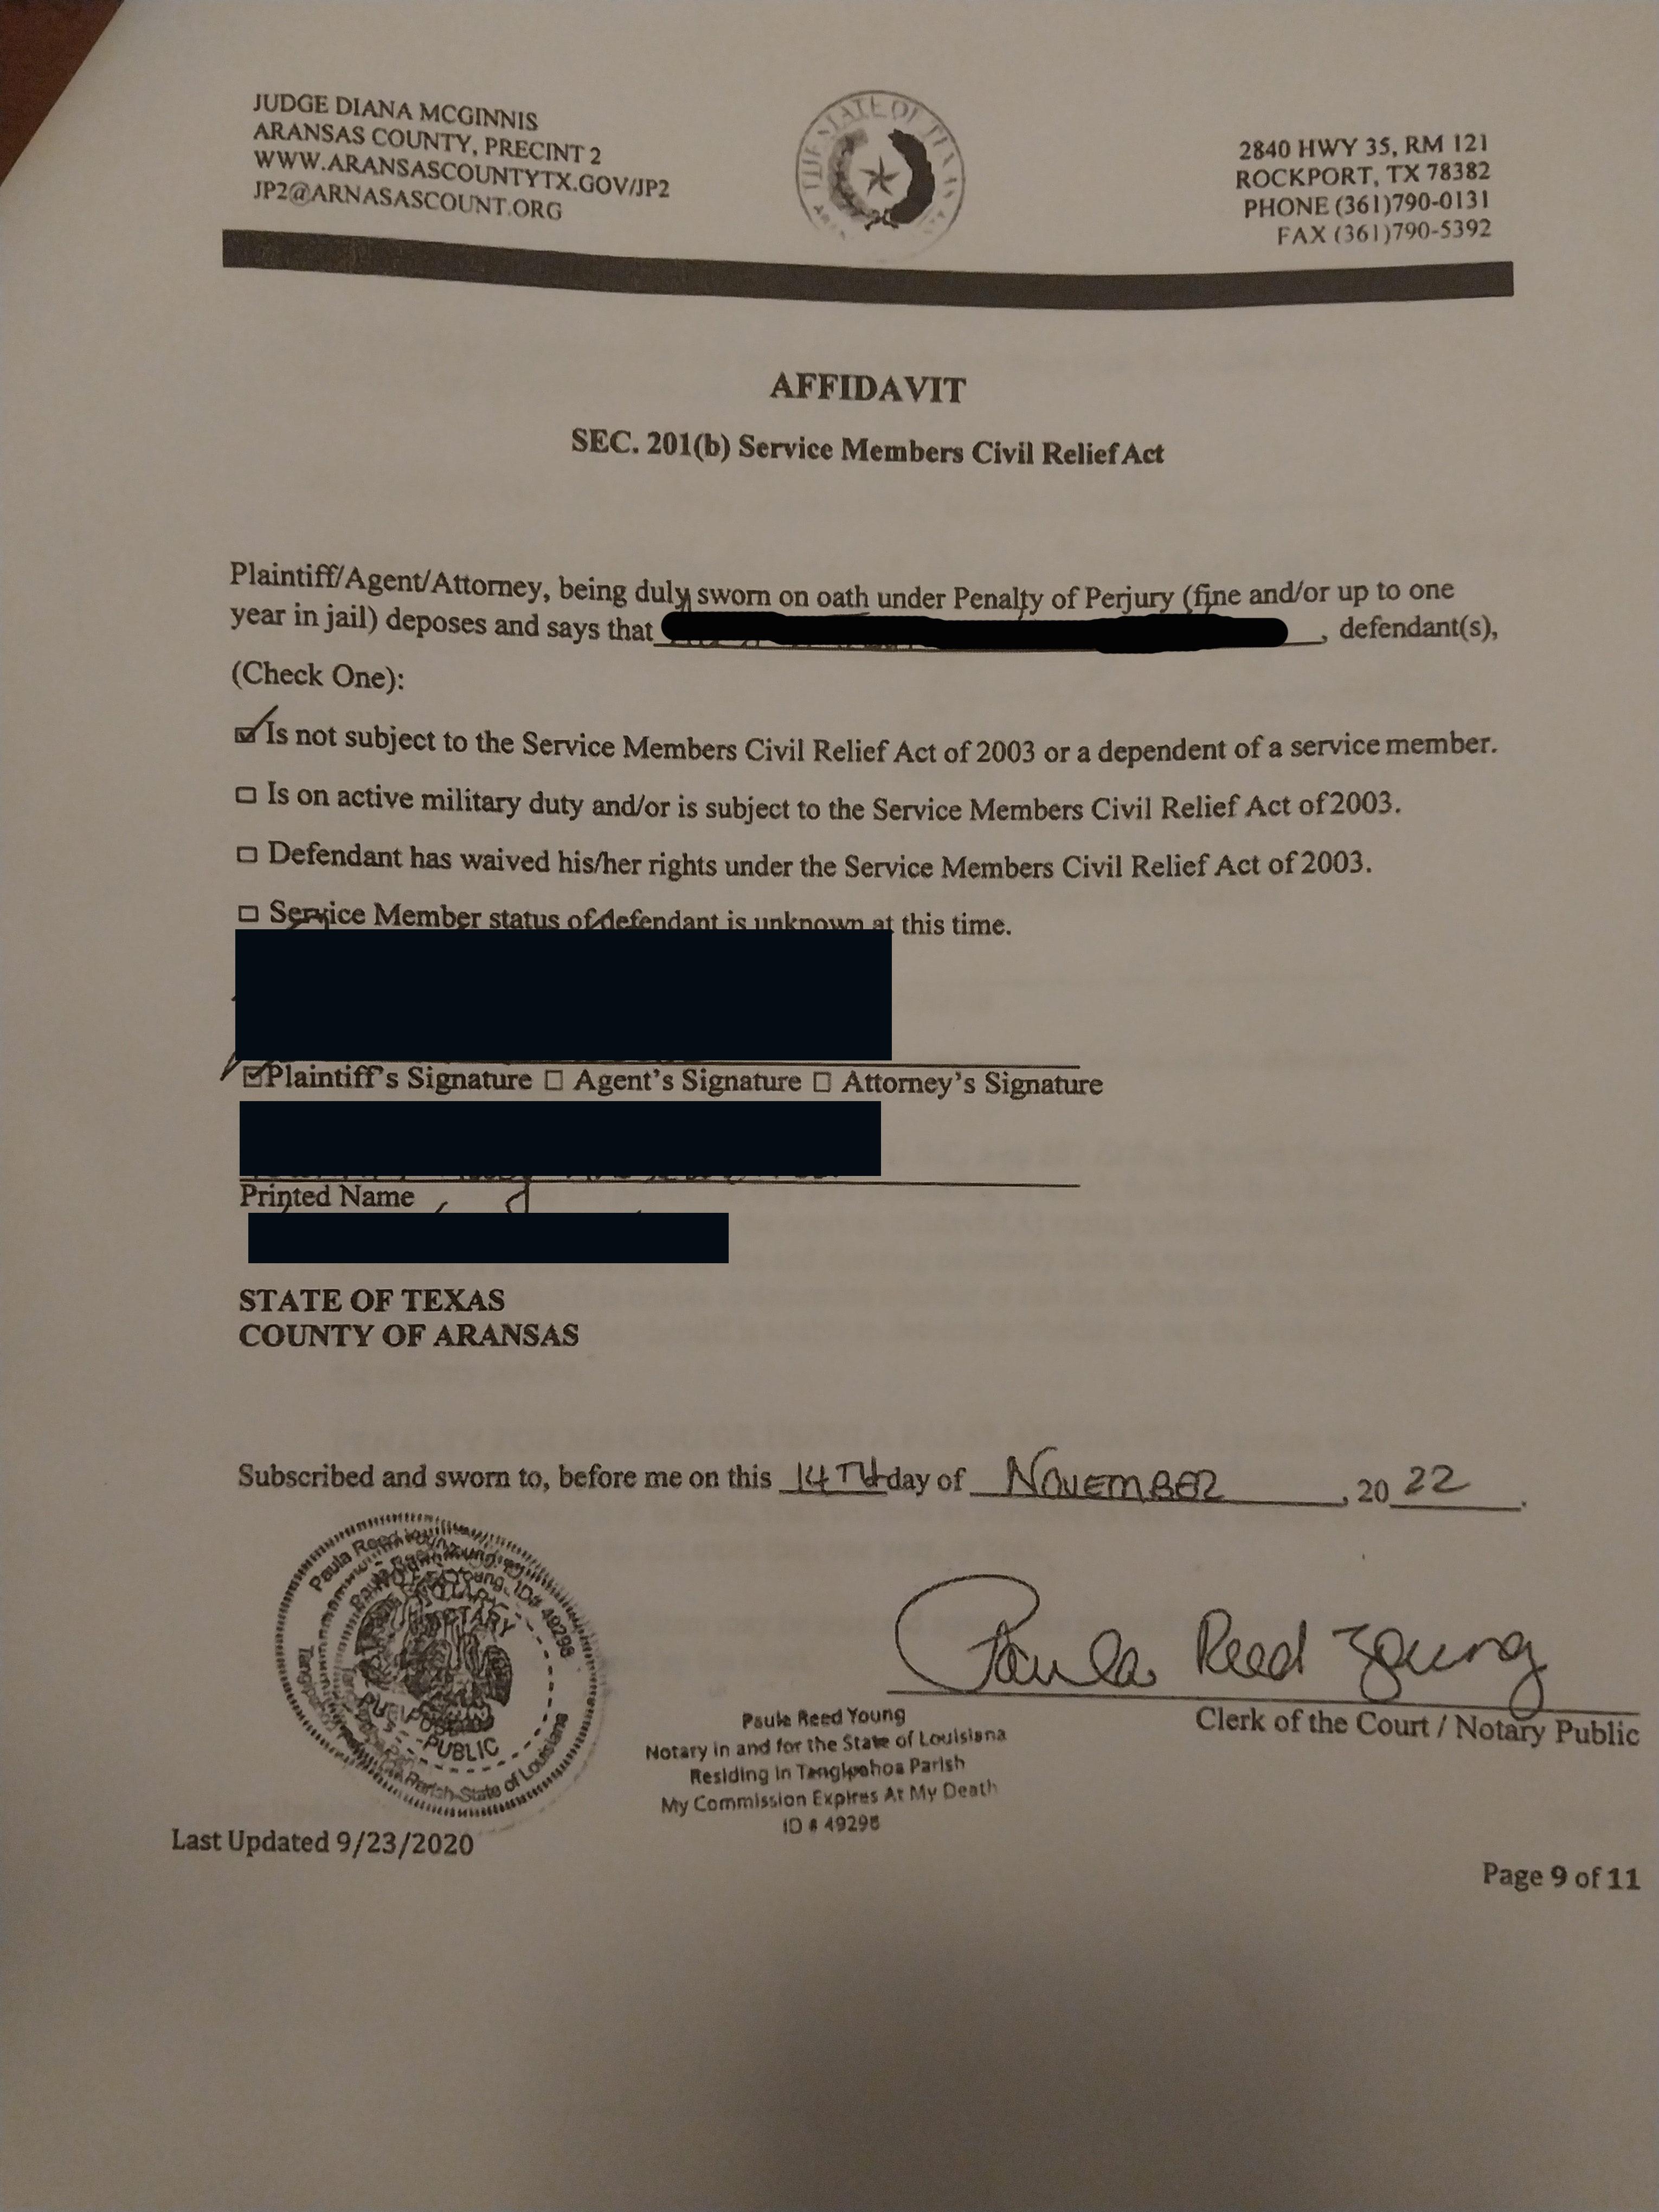 JUDGE DIANA MCGINNIS
ARANSAS COUNTY, PRECINT 2
WWW.ARANSASCOUNTYTX.GOV/JP2
JP2@ARNASASCOUNT.ORG
THE STATE OF TEXAS
2840 HWY 35, RM 121
ROCKPORT, TX 78382
PHONE (361)790-0131
FAX (361)790-5392
AFFIDAVIT
SEC. 201(b) Service Members Civil Relief Act
Plaintiff/Agent/Attorney, being duly sworn on oath under Penalty of Perjury (fine and/or up to one
year in jail) deposes and says that , defendant(s),
(Check One):
Is not subject to the Service Members Civil Relief Act of 2003 or a dependent of a service member.
Is on active military duty and/or is subject to the Service Members Civil Relief Act of 2003.
Defendant has waived his/her rights under the Service Members Civil Relief Act of 2003.
Service Member status of defendant is unknown at this time.
Plaintiff's Signature Agent's Signature Attorney's Signature
Printed Name
STATE OF TEXAS
COUNTY OF ARANSAS
Subscribed and sworn to, before me on this 14TH day of NOVEMBER, 20 22.
Paula Reed Young
Clerk of the Court / Notary Public
Paula Reed Young ID# 49298
NOTARY
PUBLIC
Parish-State of Louisiana
Paula Reed Young
Notary in and for the State of Louisiana
Residing in Tangipahoa Parish
My Commission Expires At My Death
ID # 49298
Last Updated 9/23/2020
Page 9 of 11